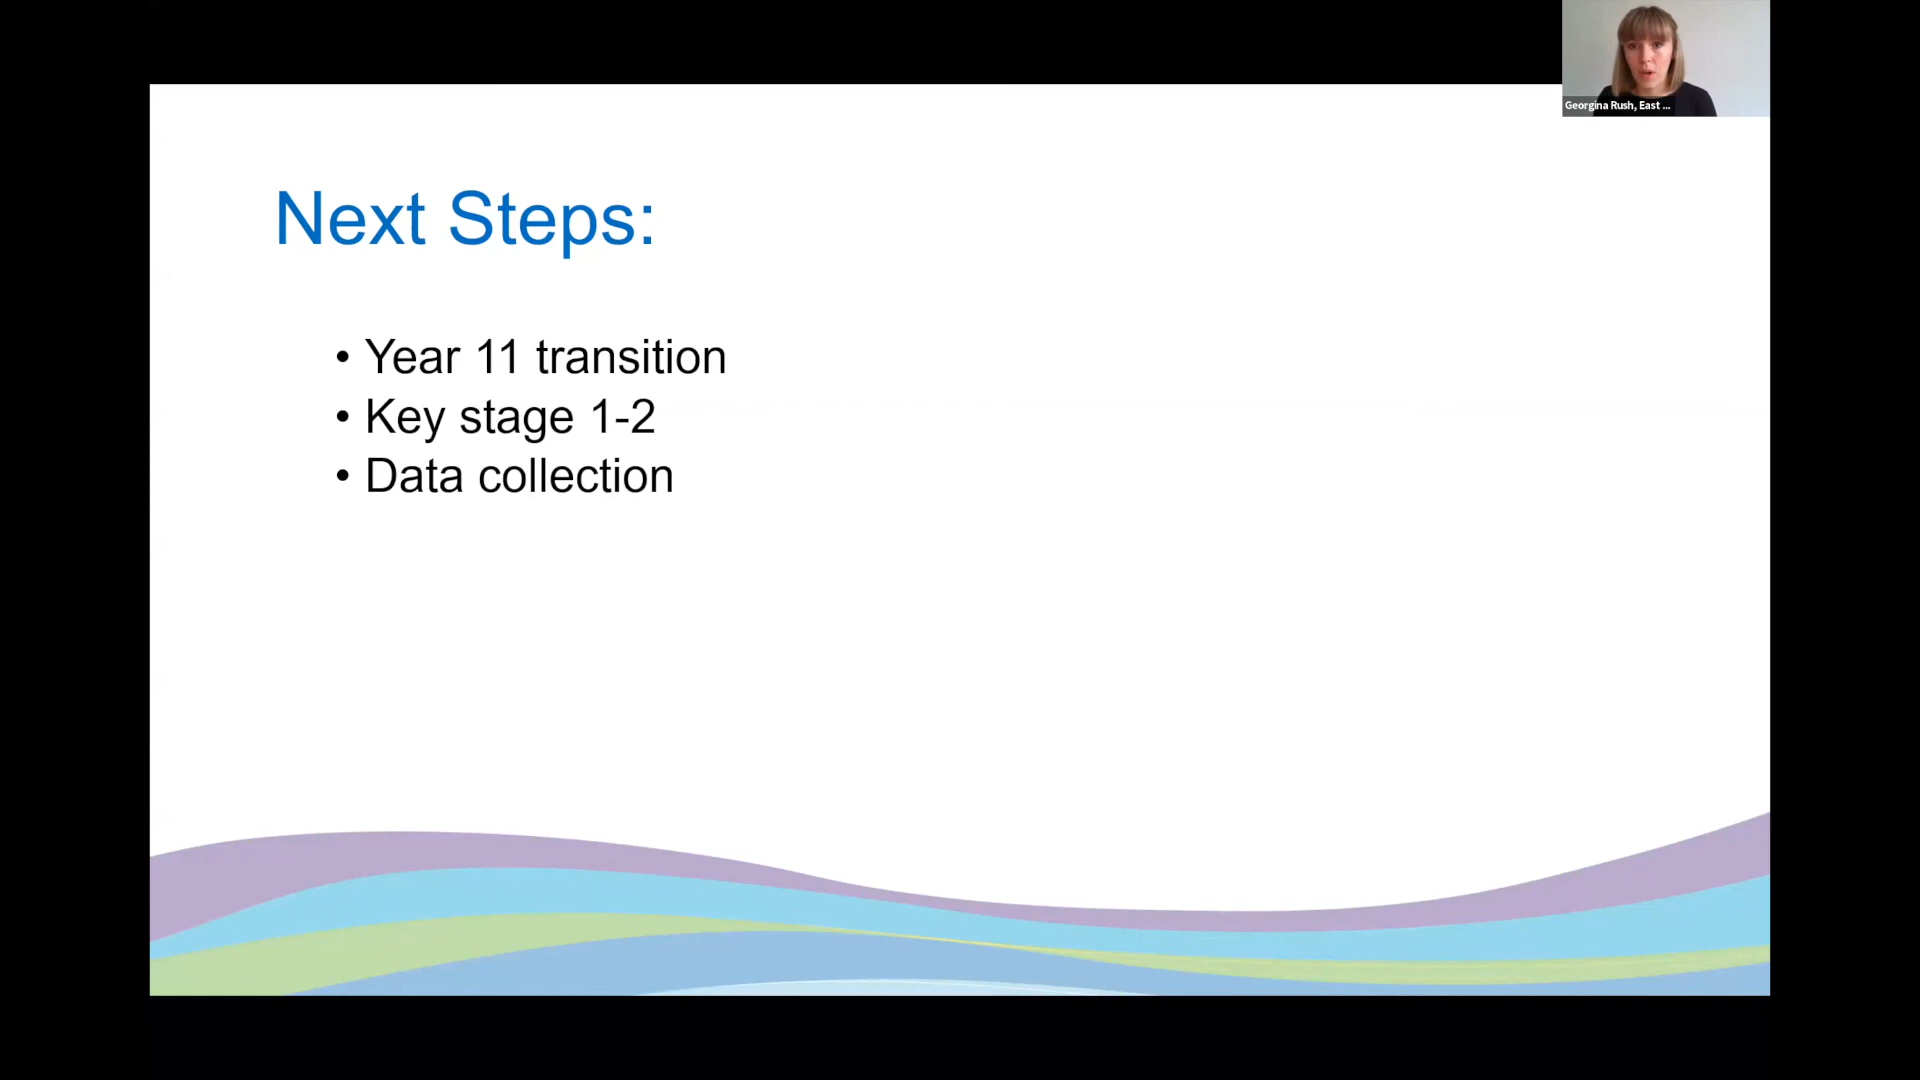 Georgina Rush, East ...
Next Steps:
• Year 11 transition
• Key stage 1-2
• Data collection